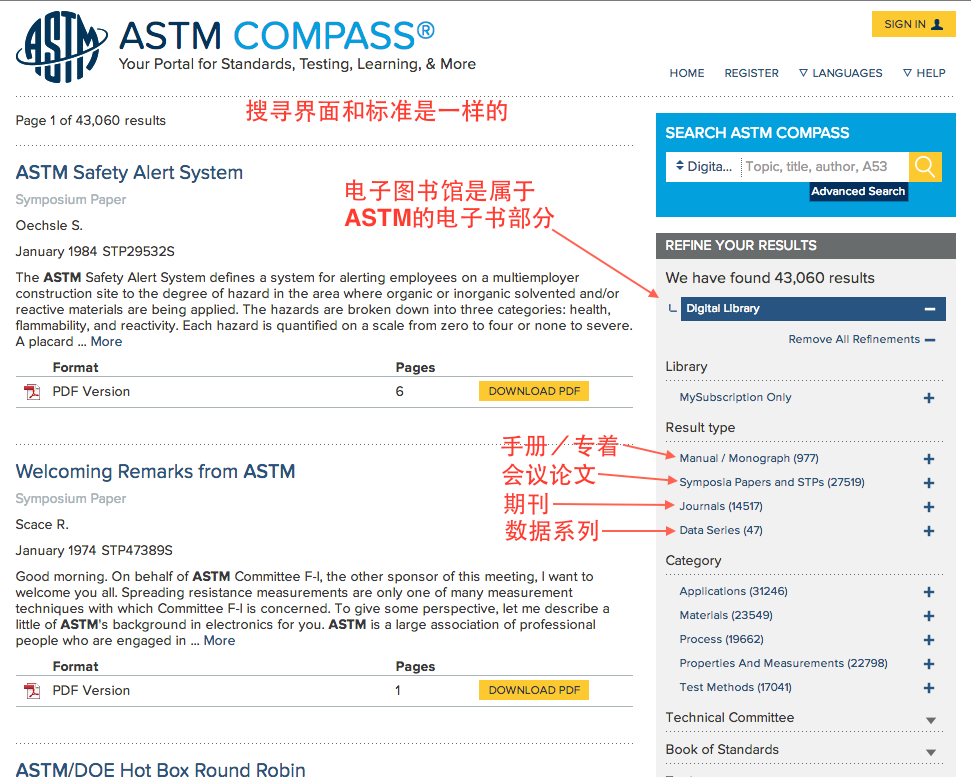 ASTM
ASTM COMPASS®
Your Portal for Standards, Testing, Learning, & More
SIGN IN
HOME REGISTER LANGUAGES HELP
搜寻界面和标准是一样的
Page 1 of 43,060 results
ASTM Safety Alert System
Symposium Paper
Oechsle S.
January 1984 STP29532S
The ASTM Safety Alert System defines a system for alerting employees on a multiemployer
construction site to the degree of hazard in the area where organic or inorganic solvented and/or
reactive materials are being applied. The hazards are broken down into three categories: health,
flammability, and reactivity. Each hazard is quantified on a scale from zero to four or none to severe.
A placard ... More
Format Pages
PDF Version 6 DOWNLOAD PDF
Welcoming Remarks from ASTM
Symposium Paper
Scace R.
January 1974 STP47389S
Good morning. On behalf of ASTM Committee F-I, the other sponsor of this meeting, I want to
welcome you all. Spreading resistance measurements are only one of many measurement
techniques with which Committee F-I is concerned. To give some perspective, let me describe a
little of ASTM's background in electronics for you. ASTM is a large association of professional
people who are engaged in ... More
Format Pages
PDF Version 1 DOWNLOAD PDF
ASTM/DOE Hot Box Round Robin
电子图书馆是属于
ASTM的电子书部分
手册／专着
会议论文
期刊
数据系列
SEARCH ASTM COMPASS
Digita... Topic, title, author, A53
Advanced Search
REFINE YOUR RESULTS
We have found 43,060 results
Digital Library
Remove All Refinements
Library
MySubscription Only
Result type
Manual / Monograph (977)
Symposia Papers and STPs (27519)
Journals (14517)
Data Series (47)
Category
Applications (31246)
Materials (23549)
Process (19662)
Properties And Measurements (22798)
Test Methods (17041)
Technical Committee
Book of Standards